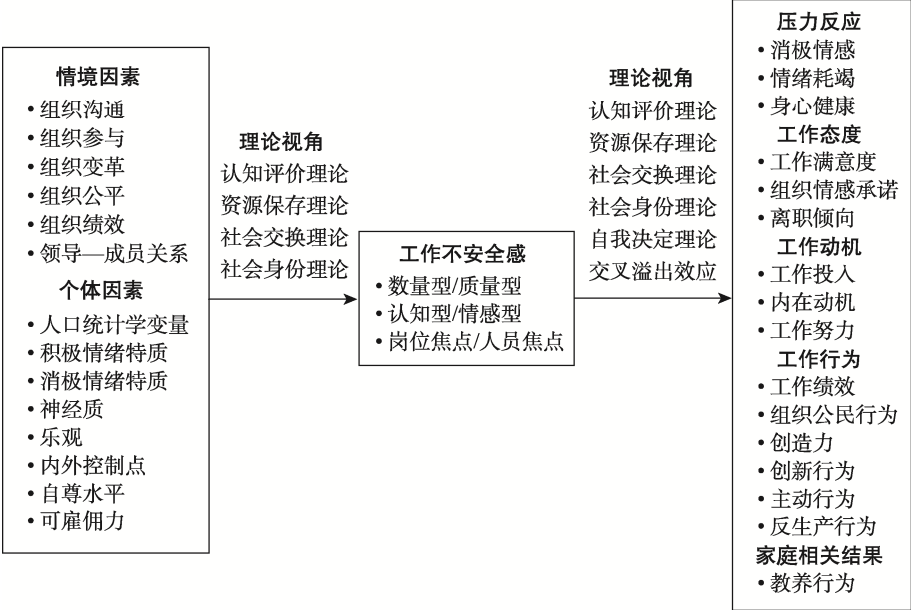 情境因素
• 组织沟通
• 组织参与
• 组织变革
• 组织公平
• 组织绩效
• 领导—成员关系
个体因素
• 人口统计学变量
• 积极情绪特质
• 消极情绪特质
• 神经质
• 乐观
• 内外控制点
• 自尊水平
• 可雇佣力
理论视角
认知评价理论
资源保存理论
社会交换理论
社会身份理论
工作不安全感
• 数量型/质量型
• 认知型/情感型
• 岗位焦点/人员焦点
理论视角
认知评价理论
资源保存理论
社会交换理论
社会身份理论
自我决定理论
交叉溢出效应
压力反应
• 消极情感
• 情绪耗竭
• 身心健康
工作态度
• 工作满意度
• 组织情感承诺
• 离职倾向
工作动机
• 工作投入
• 内在动机
• 工作努力
工作行为
• 工作绩效
• 组织公民行为
• 创造力
• 创新行为
• 主动行为
• 反生产行为
家庭相关结果
• 教养行为